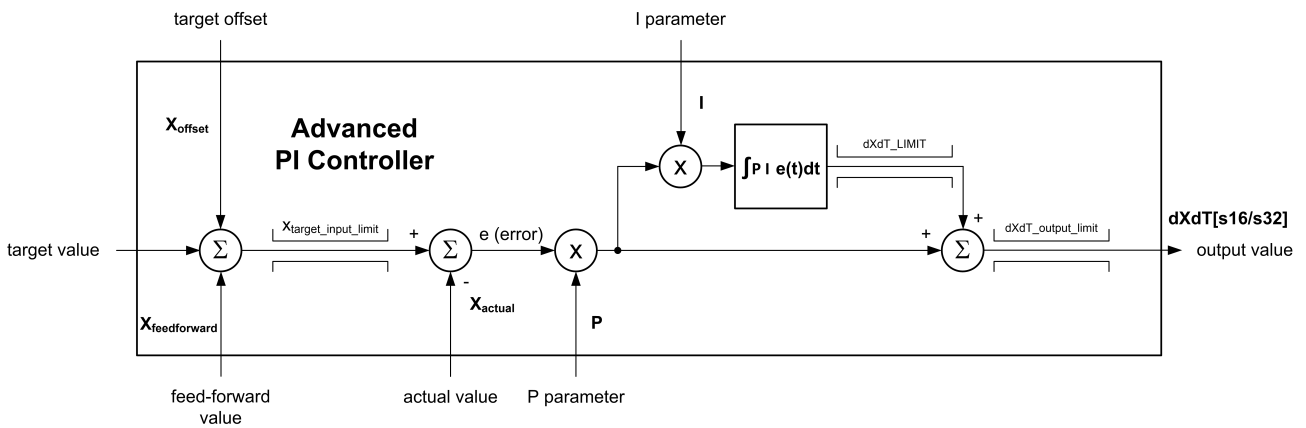 target offset
I parameter
X offset
Advanced
PI Controller
I
X
∫P I e(t)dt
dXdT_LIMIT
target value
Σ
Xtarget_input_limit
+
Σ
e (error)
X
+
+
Σ
dXdT_output_limit
dXdT[s16/s32]
output value
-
Xactual
Xfeedforward
P
feed-forward
value
actual value
P parameter